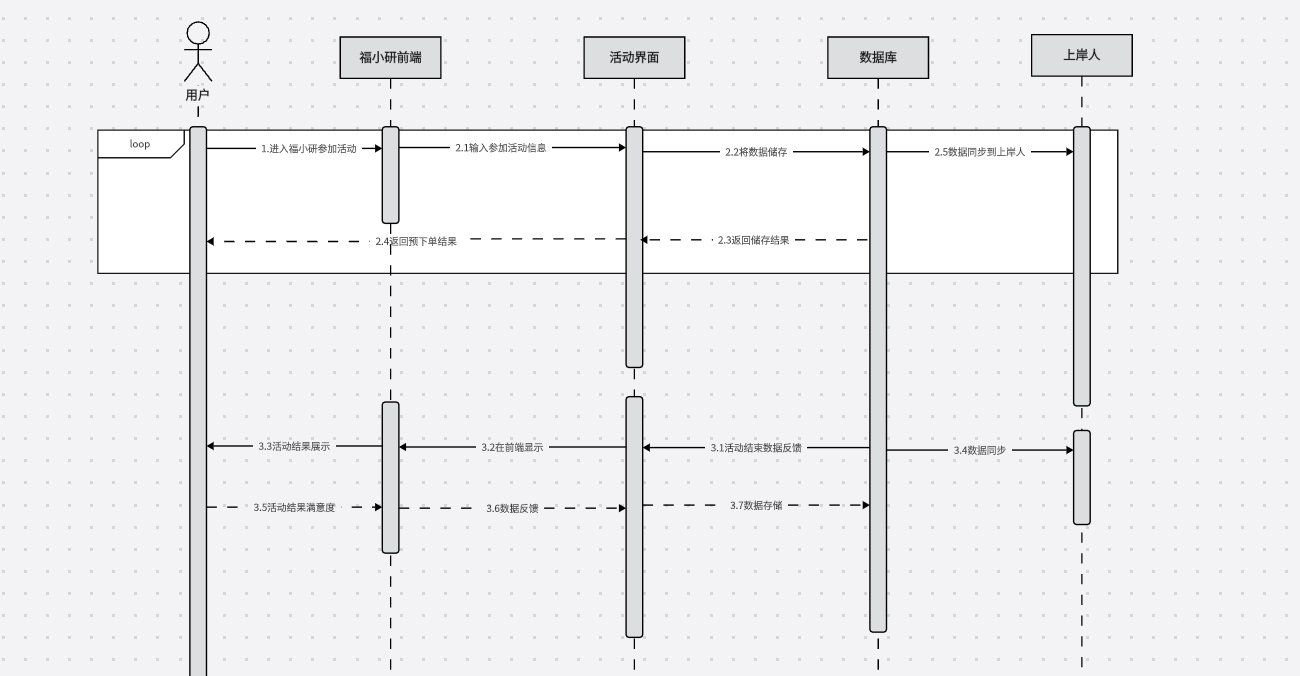 用户
福小研前端
活动界面
数据库
上岸人
loop
1.进入福小研参加活动
2.1输入参加活动信息
2.2将数据储存
2.5数据同步到上岸人
2.4返回预下单结果
2.3返回储存结果
3.3活动结果展示
3.2在前端显示
3.1活动结束数据反馈
3.4数据同步
3.5活动结果满意度
3.6数据反馈
3.7数据存储